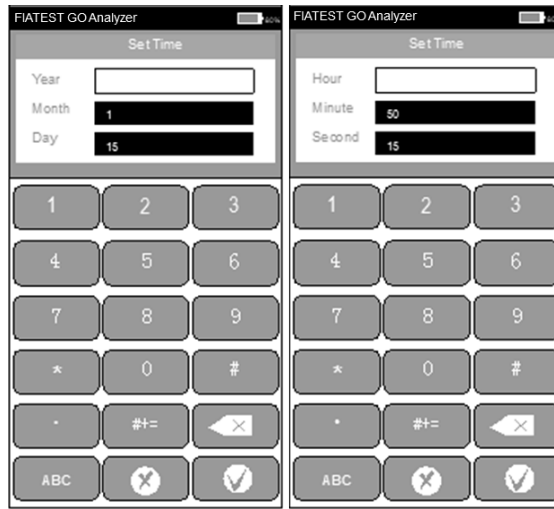 FIATEST GO Analyzer
Set Time
Year
Month 1
Day 15
1 2 3
4 5 6
7 8 9
* 0 #
. #+=
ABC
FIATEST GO Analyzer
Set Time
Hour
Minute 50
Second 15
1 2 3
4 5 6
7 8 9
* 0 #
. #+=
ABC